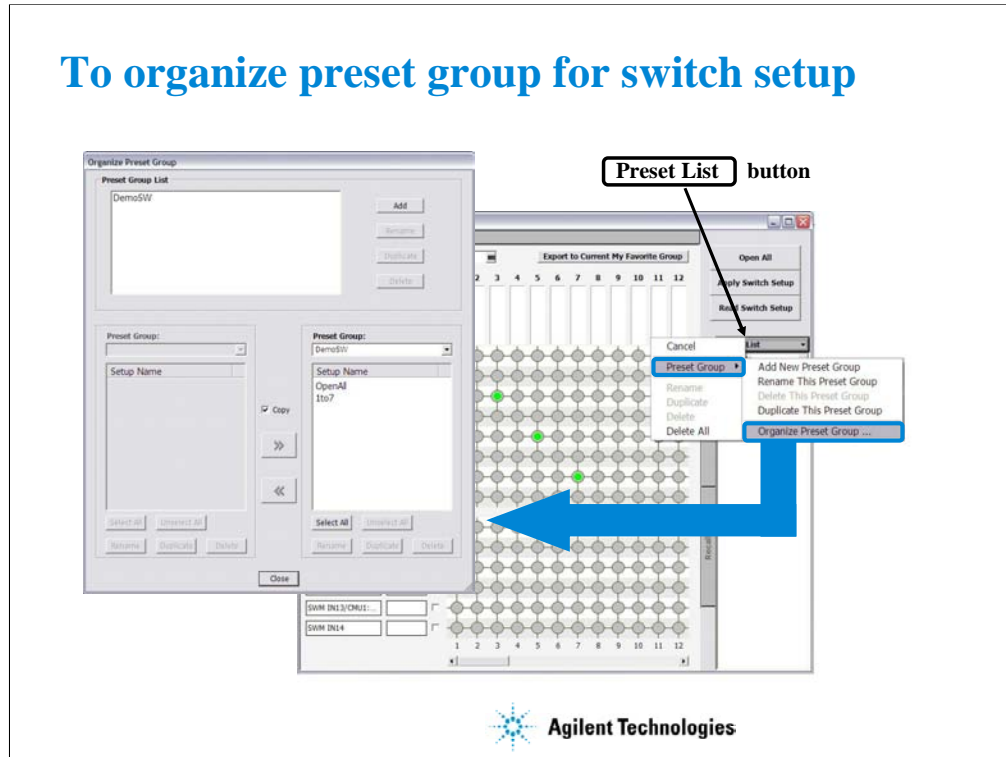 To organize preset group for switch setup
Preset List button
Organize Preset Group
Preset Group List
DemoSW
Add
Rename
Duplicate
Delete
Preset Group:
Setup Name
Select All Unselect All
Rename Duplicate Delete
Copy
>>
<<
Preset Group:
DemoSW
Setup Name
OpenAll
1to7
Select All Unselect All
Rename Duplicate Delete
Close
Export to Current My Favorite Group
2 3 4 5 6 7 8 9 10 11 12
Open All
Apply Switch Setup
Read Switch Setup
List
Cancel
Preset Group
Rename
Duplicate
Delete
Delete All
Add New Preset Group
Rename This Preset Group
Delete This Preset Group
Duplicate This Preset Group
Organize Preset Group ...
SWM IN13/CMU1:...
SWM IN14
1 2 3 4 5 6 7 8 9 10 11 12
Agilent Technologies